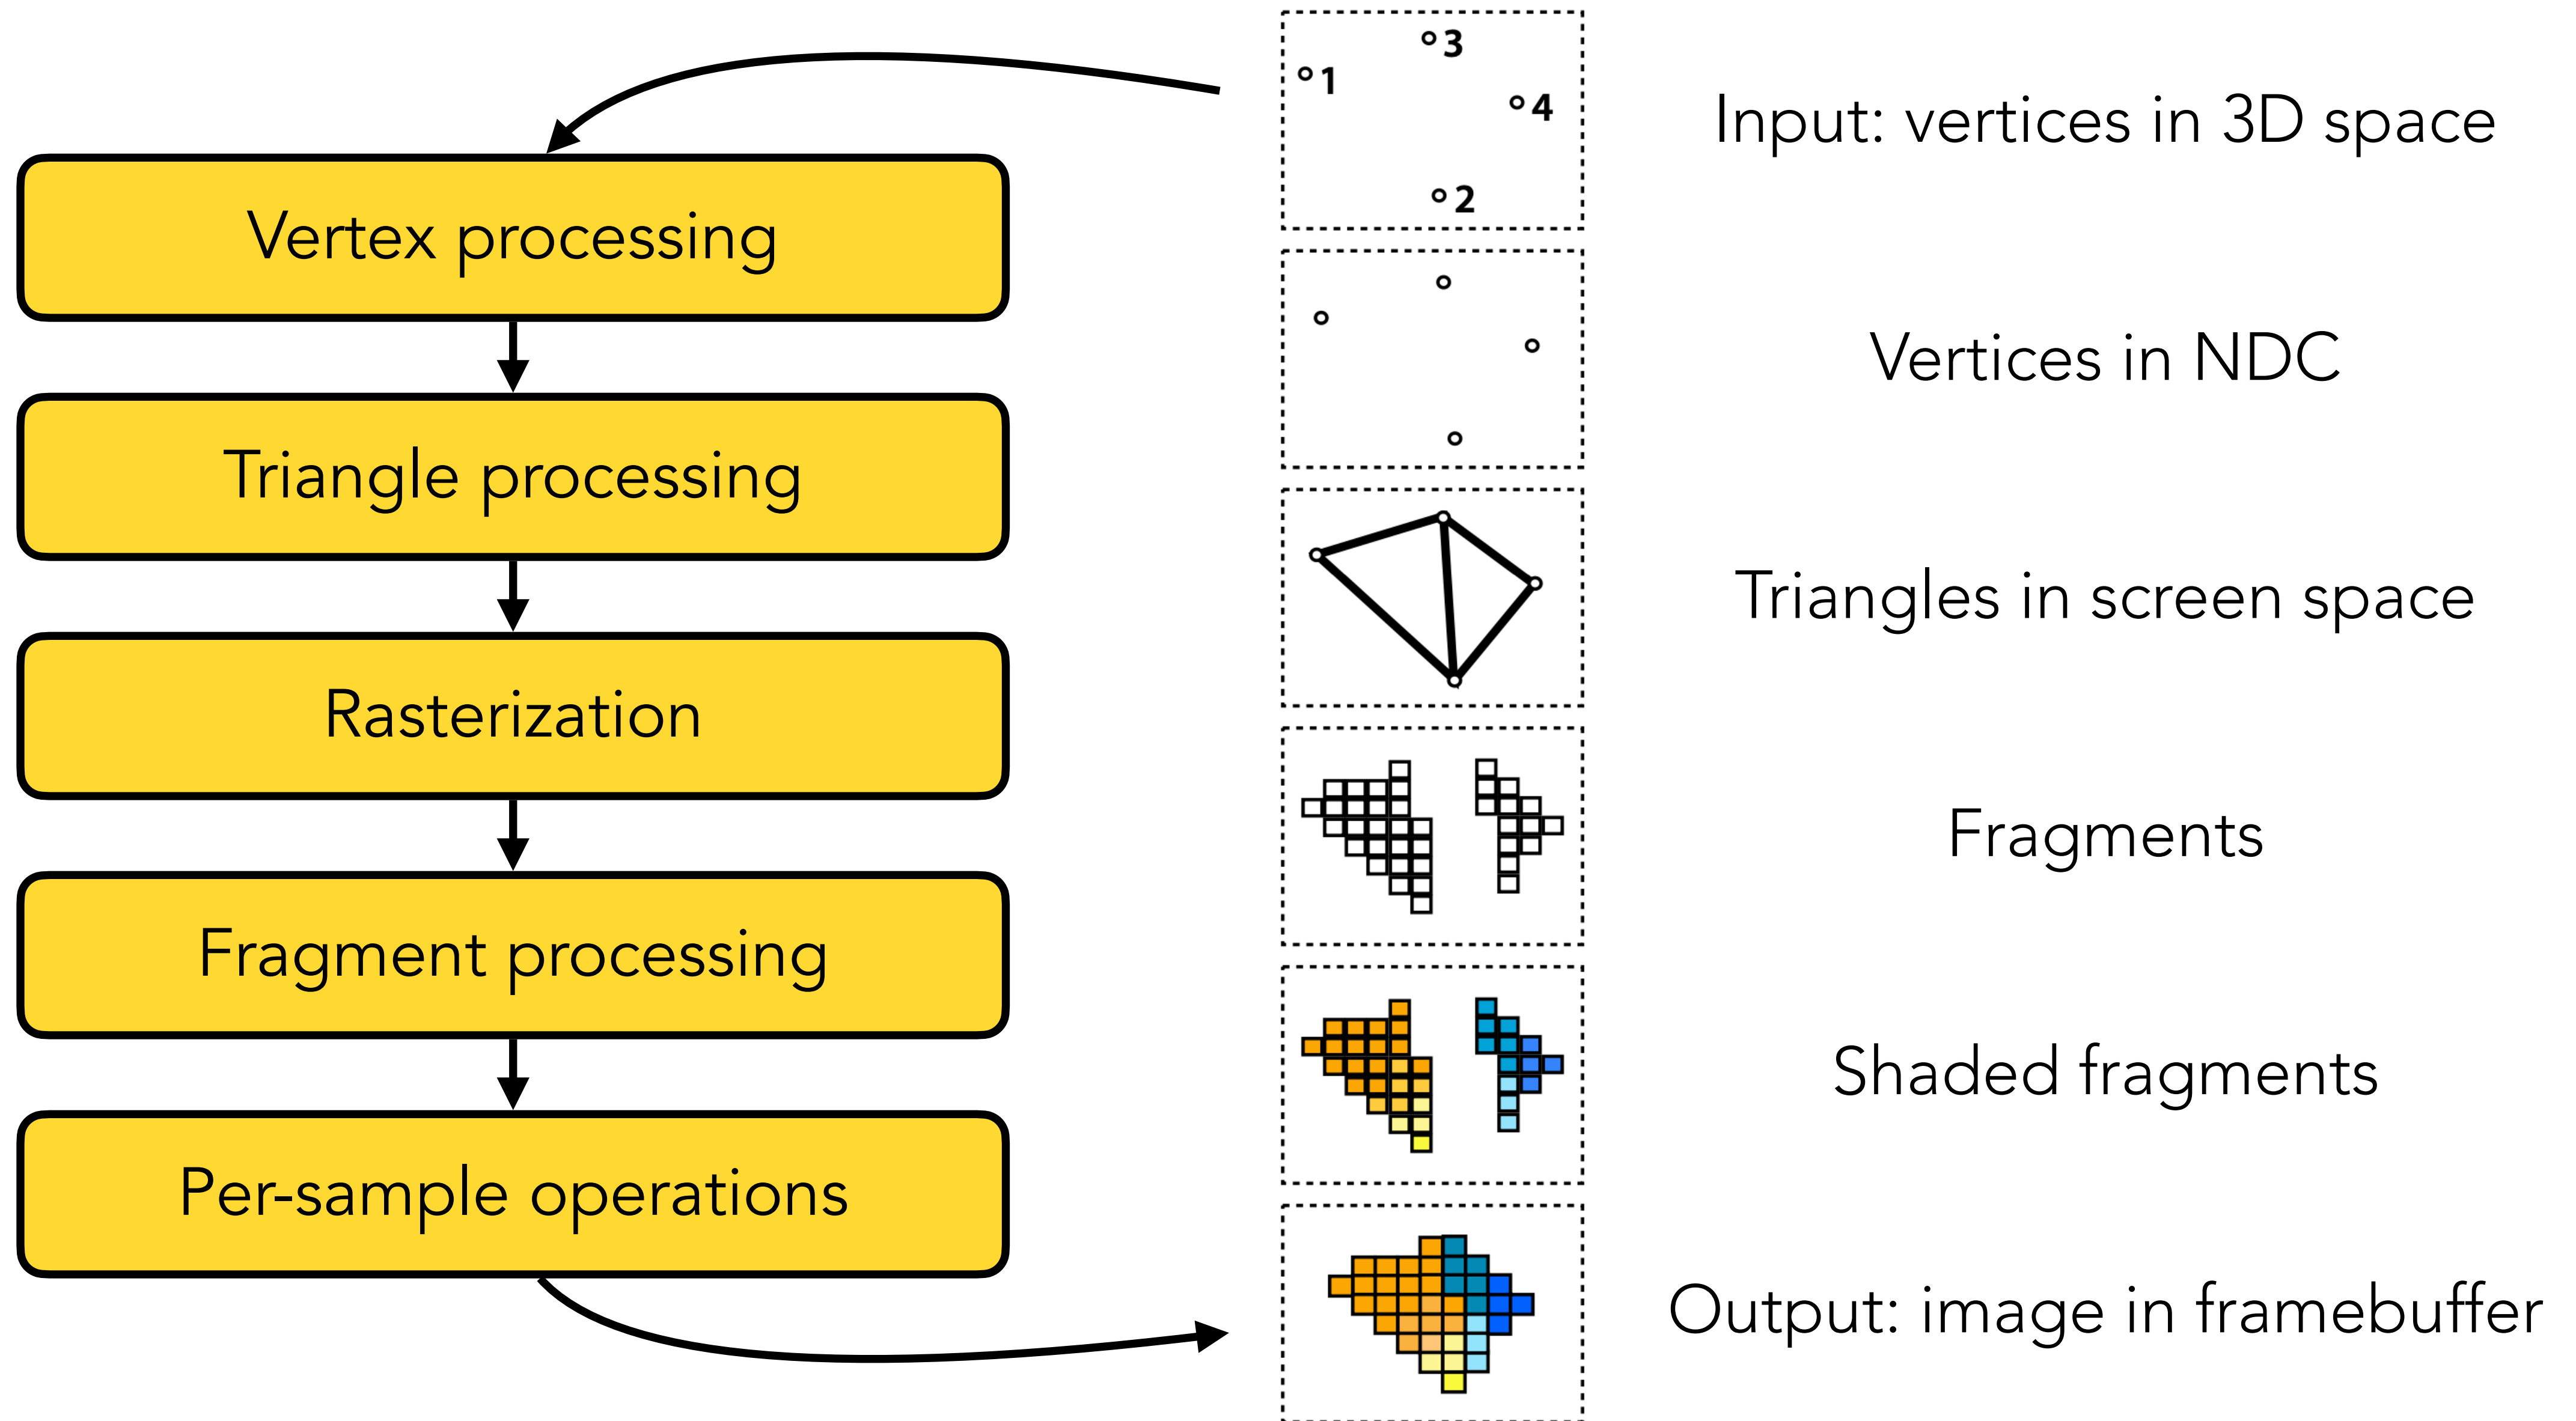 3
1
4
2
Input: vertices in 3D space
Vertex processing
Vertices in NDC
Triangle processing
Triangles in screen space
Rasterization
Fragments
Fragment processing
Shaded fragments
Per-sample operations
Output: image in framebuffer